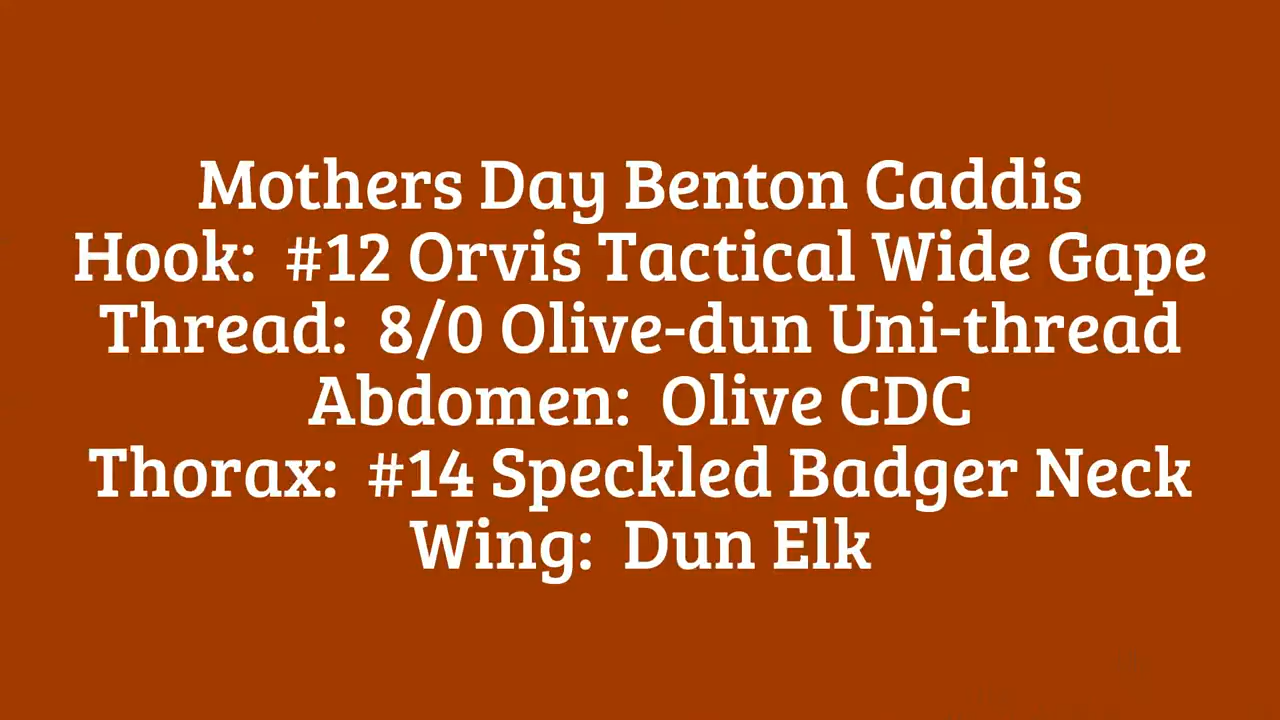 Mothers Day Benton Caddis
Hook:  #12 Orvis Tactical Wide Gape
Thread:  8/0 Olive-dun Uni-thread
Abdomen:  Olive CDC
Thorax:  #14 Speckled Badger Neck
Wing:  Dun Elk